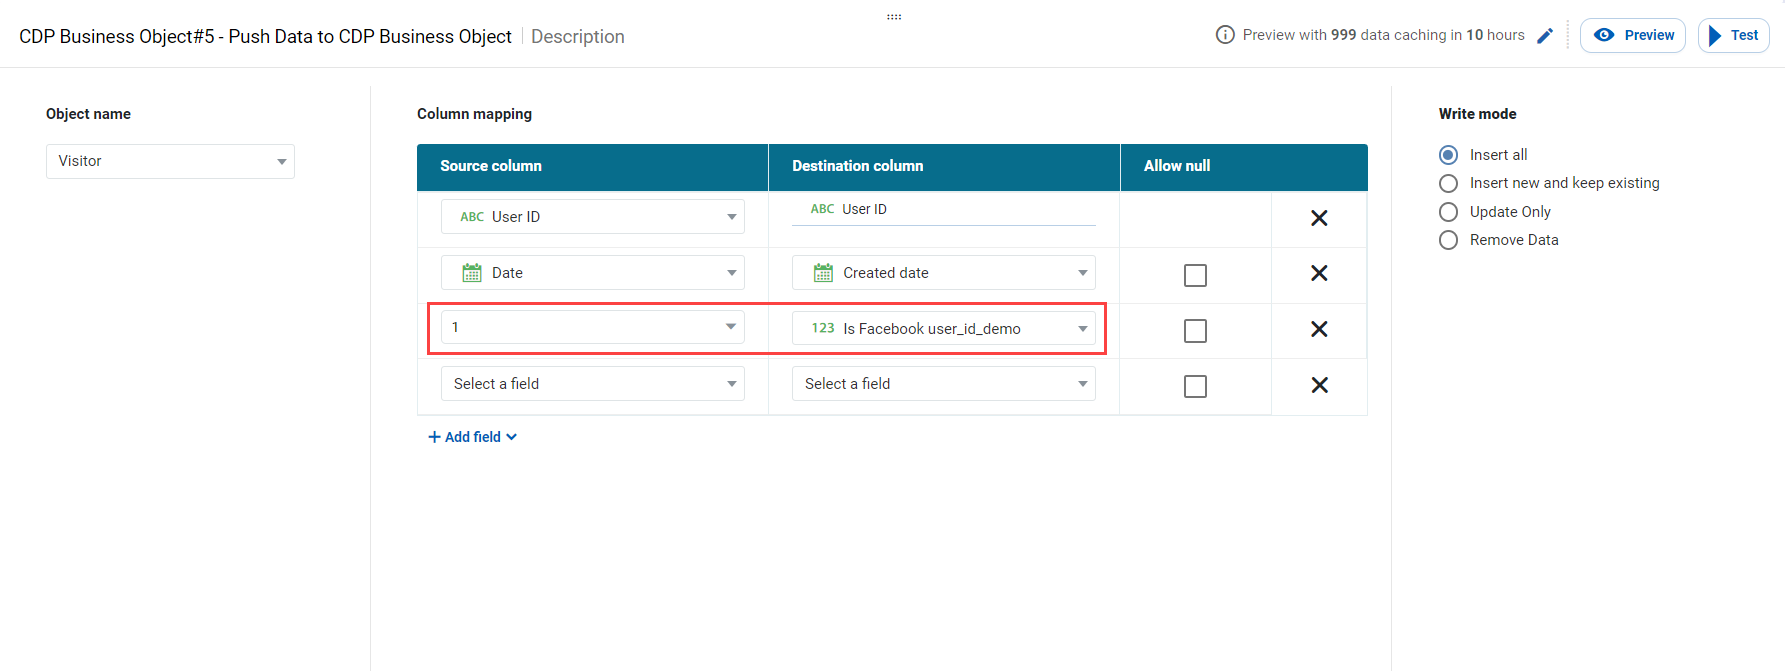 CDP Business Object#5 - Push Data to CDP Business Object Description
Preview with 999 data caching in 10 hours
Preview
Test
Object name
Visitor
Column mapping
Source column Destination column Allow null
ABC User ID ABC User ID
Date Created date
1 123 Is Facebook user_id_demo
Select a field Select a field
+ Add field
Write mode
Insert all
Insert new and keep existing
Update Only
Remove Data